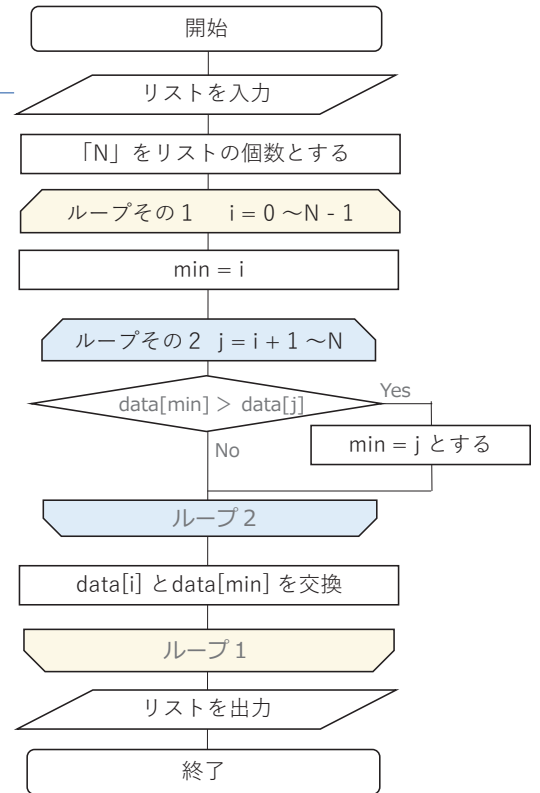 開始
リストを入力
「N」をリストの個数とする
ループその1　i = 0 ～N - 1
min = i
ループその2 j = i + 1 ～N
data[min] ＞ data[j]
Yes
No
min = j とする
ループ2
data[i] とdata[min] を交換
ループ1
リストを出力
終了